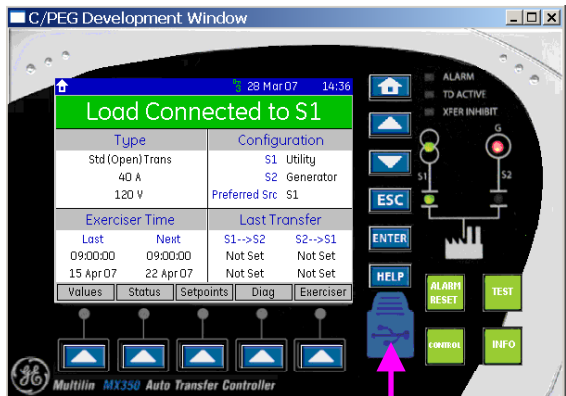 C/PEG Development Window
28 Mar 07 14:36
Load Connected to S1
Type
Std (Open) Trans
40 A
120 V
Configuration
S1 Utility
S2 Generator
Preferred Src S1
Exerciser Time
Last Next
09:00:00 09:00:00
15 Apr 07 22 Apr 07
Last Transfer
S1-->S2 S2-->S1
Not Set Not Set
Not Set Not Set
Values Status Setpoints Diag Exerciser
ESC
ENTER
HELP
ALARM
TD ACTIVE
XFER INHIBIT
G
S1
S2
ALARM RESET
TEST
CONTROL
INFO
GE
Multilin MX350 Auto Transfer Controller